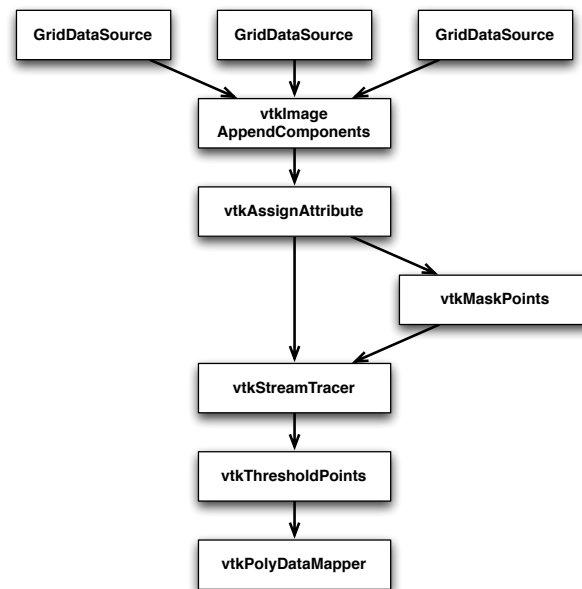 GridDataSource
GridDataSource
GridDataSource
vtkImage
AppendComponents
vtkAssignAttribute
vtkMaskPoints
vtkStreamTracer
vtkThresholdPoints
vtkPolyDataMapper